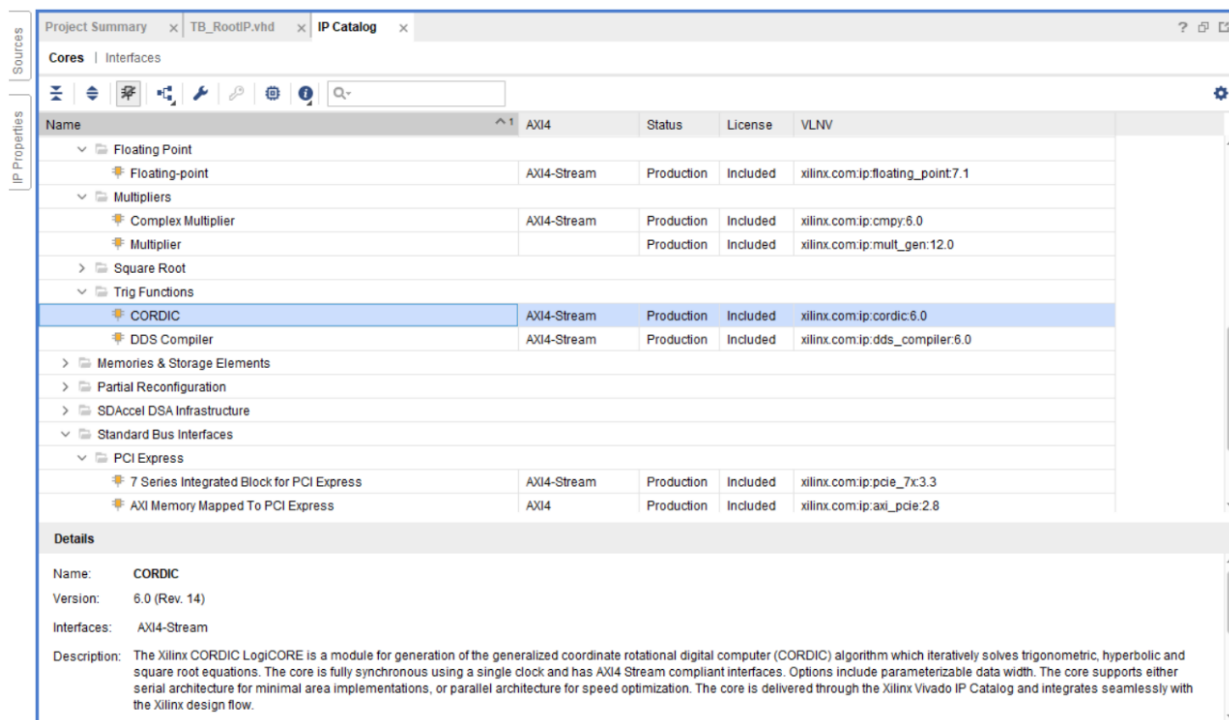 Sources
IP Properties
Project Summary × TB_RootIP.vhd × IP Catalog ×
?
Cores | Interfaces
Q
Name 1 AXI4 Status License VLNV
Floating Point
Floating-point AXI4-Stream Production Included xilinx.com:ip:floating_point:7.1
Multipliers
Complex Multiplier AXI4-Stream Production Included xilinx.com:ip:cmpy:6.0
Multiplier Production Included xilinx.com:ip:mult_gen:12.0
Square Root
Trig Functions
CORDIC AXI4-Stream Production Included xilinx.com:ip:cordic:6.0
DDS Compiler AXI4-Stream Production Included xilinx.com:ip:dds_compiler:6.0
Memories & Storage Elements
Partial Reconfiguration
SDAccel DSA Infrastructure
Standard Bus Interfaces
PCI Express
7 Series Integrated Block for PCI Express AXI4-Stream Production Included xilinx.com:ip:pcie_7x:3.3
AXI Memory Mapped To PCI Express AXI4 Production Included xilinx.com:ip:axi_pcie:2.8
Details
Name: CORDIC
Version: 6.0 (Rev. 14)
Interfaces: AXI4-Stream
Description: The Xilinx CORDIC LogiCORE is a module for generation of the generalized coordinate rotational digital computer (CORDIC) algorithm which iteratively solves trigonometric, hyperbolic and
square root equations. The core is fully synchronous using a single clock and has AXI4 Stream compliant interfaces. Options include parameterizable data width. The core supports either
serial architecture for minimal area implementations, or parallel architecture for speed optimization. The core is delivered through the Xilinx Vivado IP Catalog and integrates seamlessly with
the Xilinx design flow.